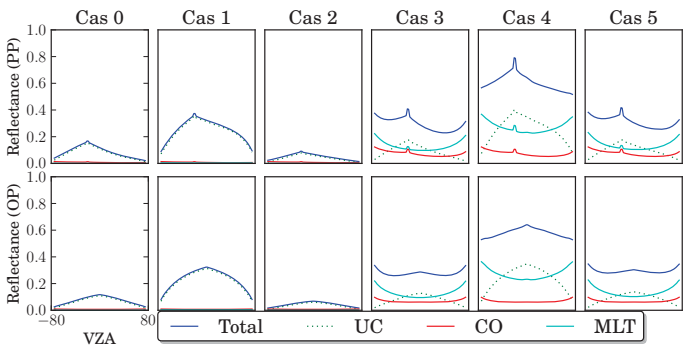 Cas 0 Cas 1 Cas 2 Cas 3 Cas 4 Cas 5
Reflectance (PP)
1.0
0.8
0.6
0.4
0.2
0.0
Reflectance (OP)
1.0
0.8
0.6
0.4
0.2
0.0
−80 80
VZA
Total UC CO MLT